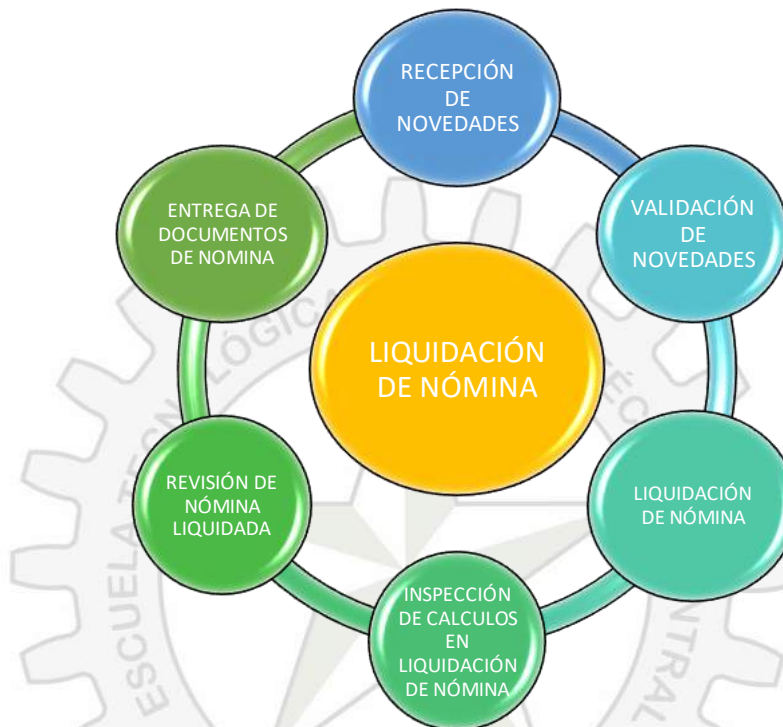 RECEPCIÓN
DE
NOVEDADES
VALIDACIÓN
DE
NOVEDADES
LIQUIDACIÓN
DE NÓMINA
INSPECCIÓN
DE CALCULOS
EN
LIQUIDACIÓN
DE NÓMINA
REVISIÓN DE
NÓMINA
LIQUIDADA
ENTREGA DE
DOCUMENTOS
DE NOMINA
LIQUIDACIÓN
DE NÓMINA
ESCUELA